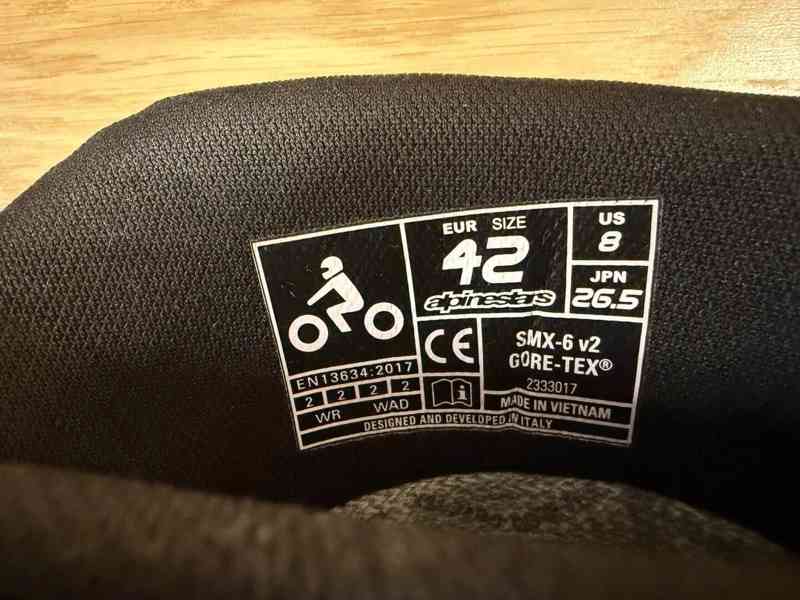 EUR SIZE
42
alpinestars
US
8
JPN
26.5
CE
SMX-6 v2
GORE-TEX®
2333017
EN13634:2017
2 2 2 2
WR WAD
i
MADE IN VIETNAM
DESIGNED AND DEVELOPED IN ITALY